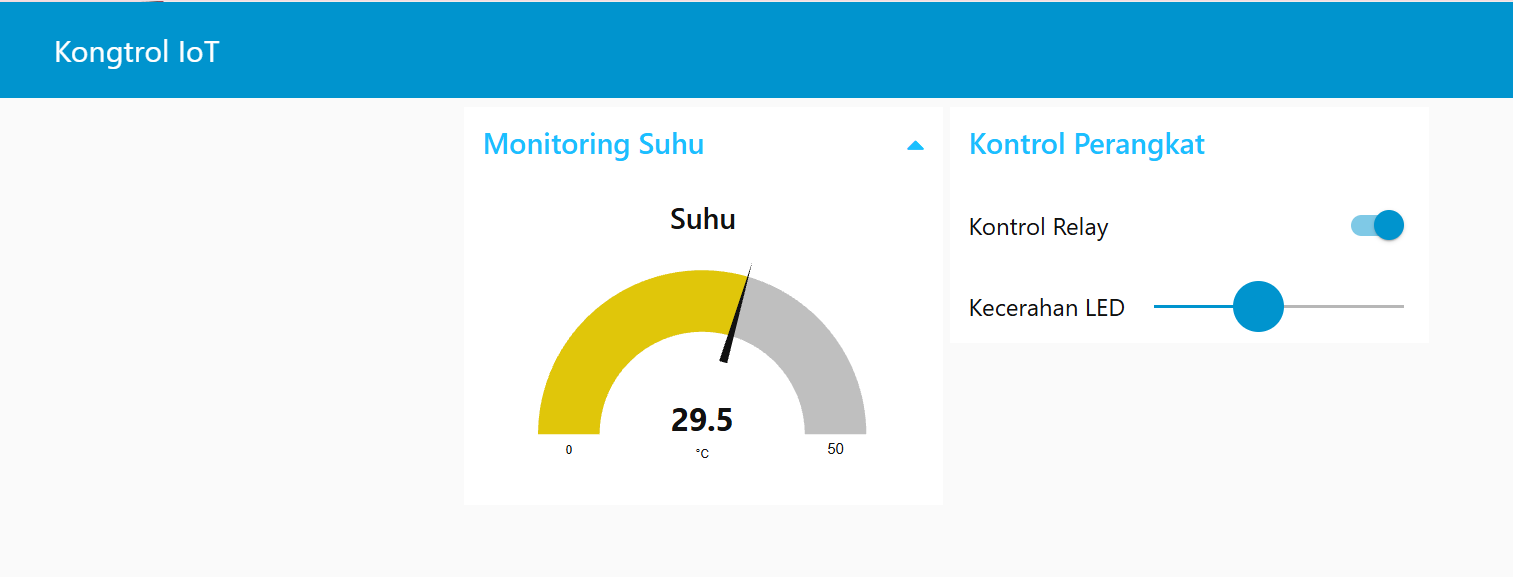 Kongtrol IoT
Monitoring Suhu
Suhu
29.5
°C
0
50
Kontrol Perangkat
Kontrol Relay
Kecerahan LED